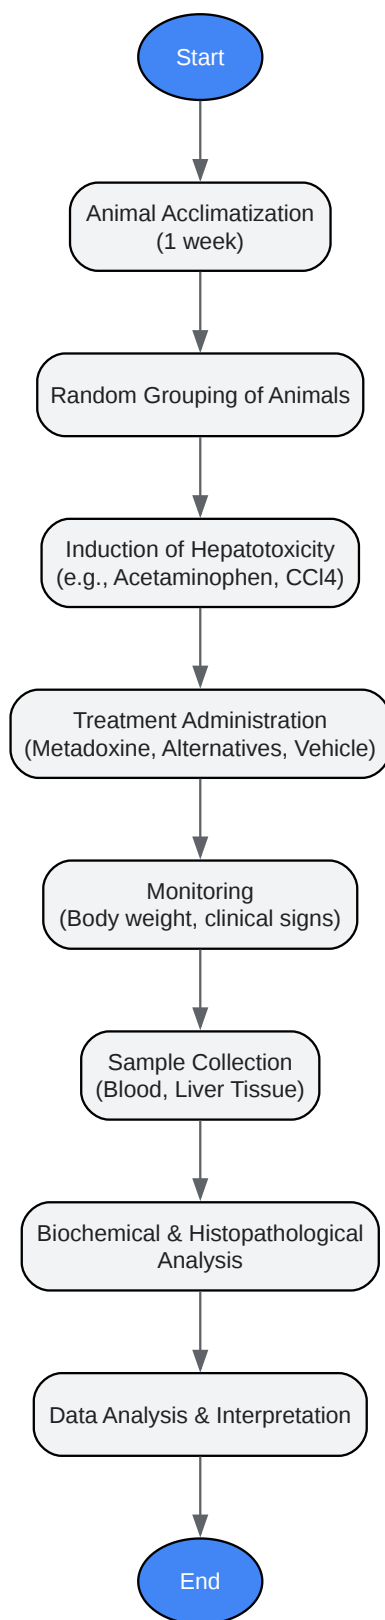 Start
Animal Acclimatization
(1 week)
Random Grouping of Animals
Induction of Hepatotoxicity
(e.g., Acetaminophen, CCl4)
Treatment Administration
(Metadoxine, Alternatives, Vehicle)
Monitoring
(Body weight, clinical signs)
Sample Collection
(Blood, Liver Tissue)
Biochemical & Histopathological
Analysis
Data Analysis & Interpretation
End